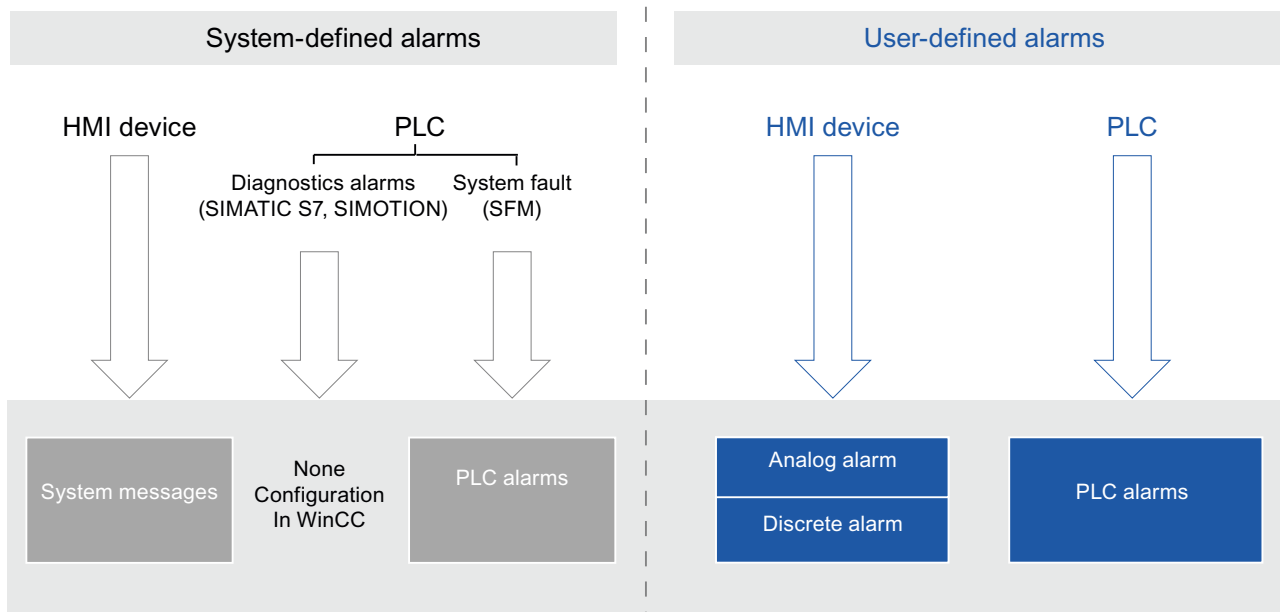 System-defined alarms
User-defined alarms
HMI device
PLC
HMI device
PLC
Diagnostics alarms
(SIMATIC S7, SIMOTION)
System fault
(SFM)
System messages
None
Configuration
In WinCC
PLC alarms
Analog alarm
Discrete alarm
PLC alarms